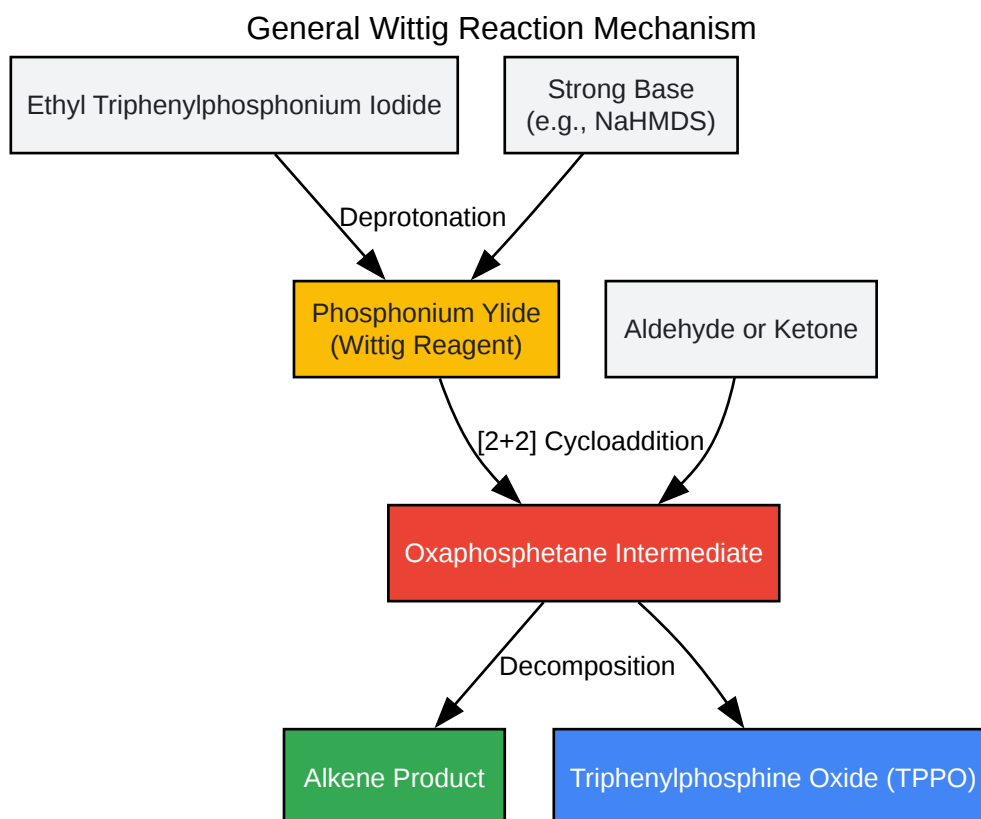 General Wittig Reaction Mechanism
Ethyl Triphenylphosphonium Iodide
Strong Base
(e.g., NaHMDS)
Deprotonation
Phosphonium Ylide
(Wittig Reagent)
Aldehyde or Ketone
[2+2] Cycloaddition
Oxaphosphetane Intermediate
Decomposition
Alkene Product
Triphenylphosphine Oxide (TPPO)